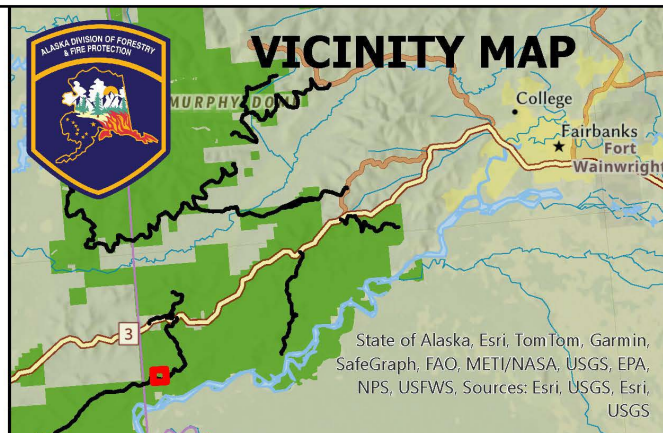 VICINITY MAP
ALASKA DIVISION OF FORESTRY
& FIRE PROTECTION
MURPHY DOM
College
Fairbanks
Fort
Wainwright
3
State of Alaska, Esri, TomTom, Garmin,
SafeGraph, FAO, METI/NASA, USGS, EPA,
NPS, USFWS, Sources: Esri, USGS, Esri,
USGS